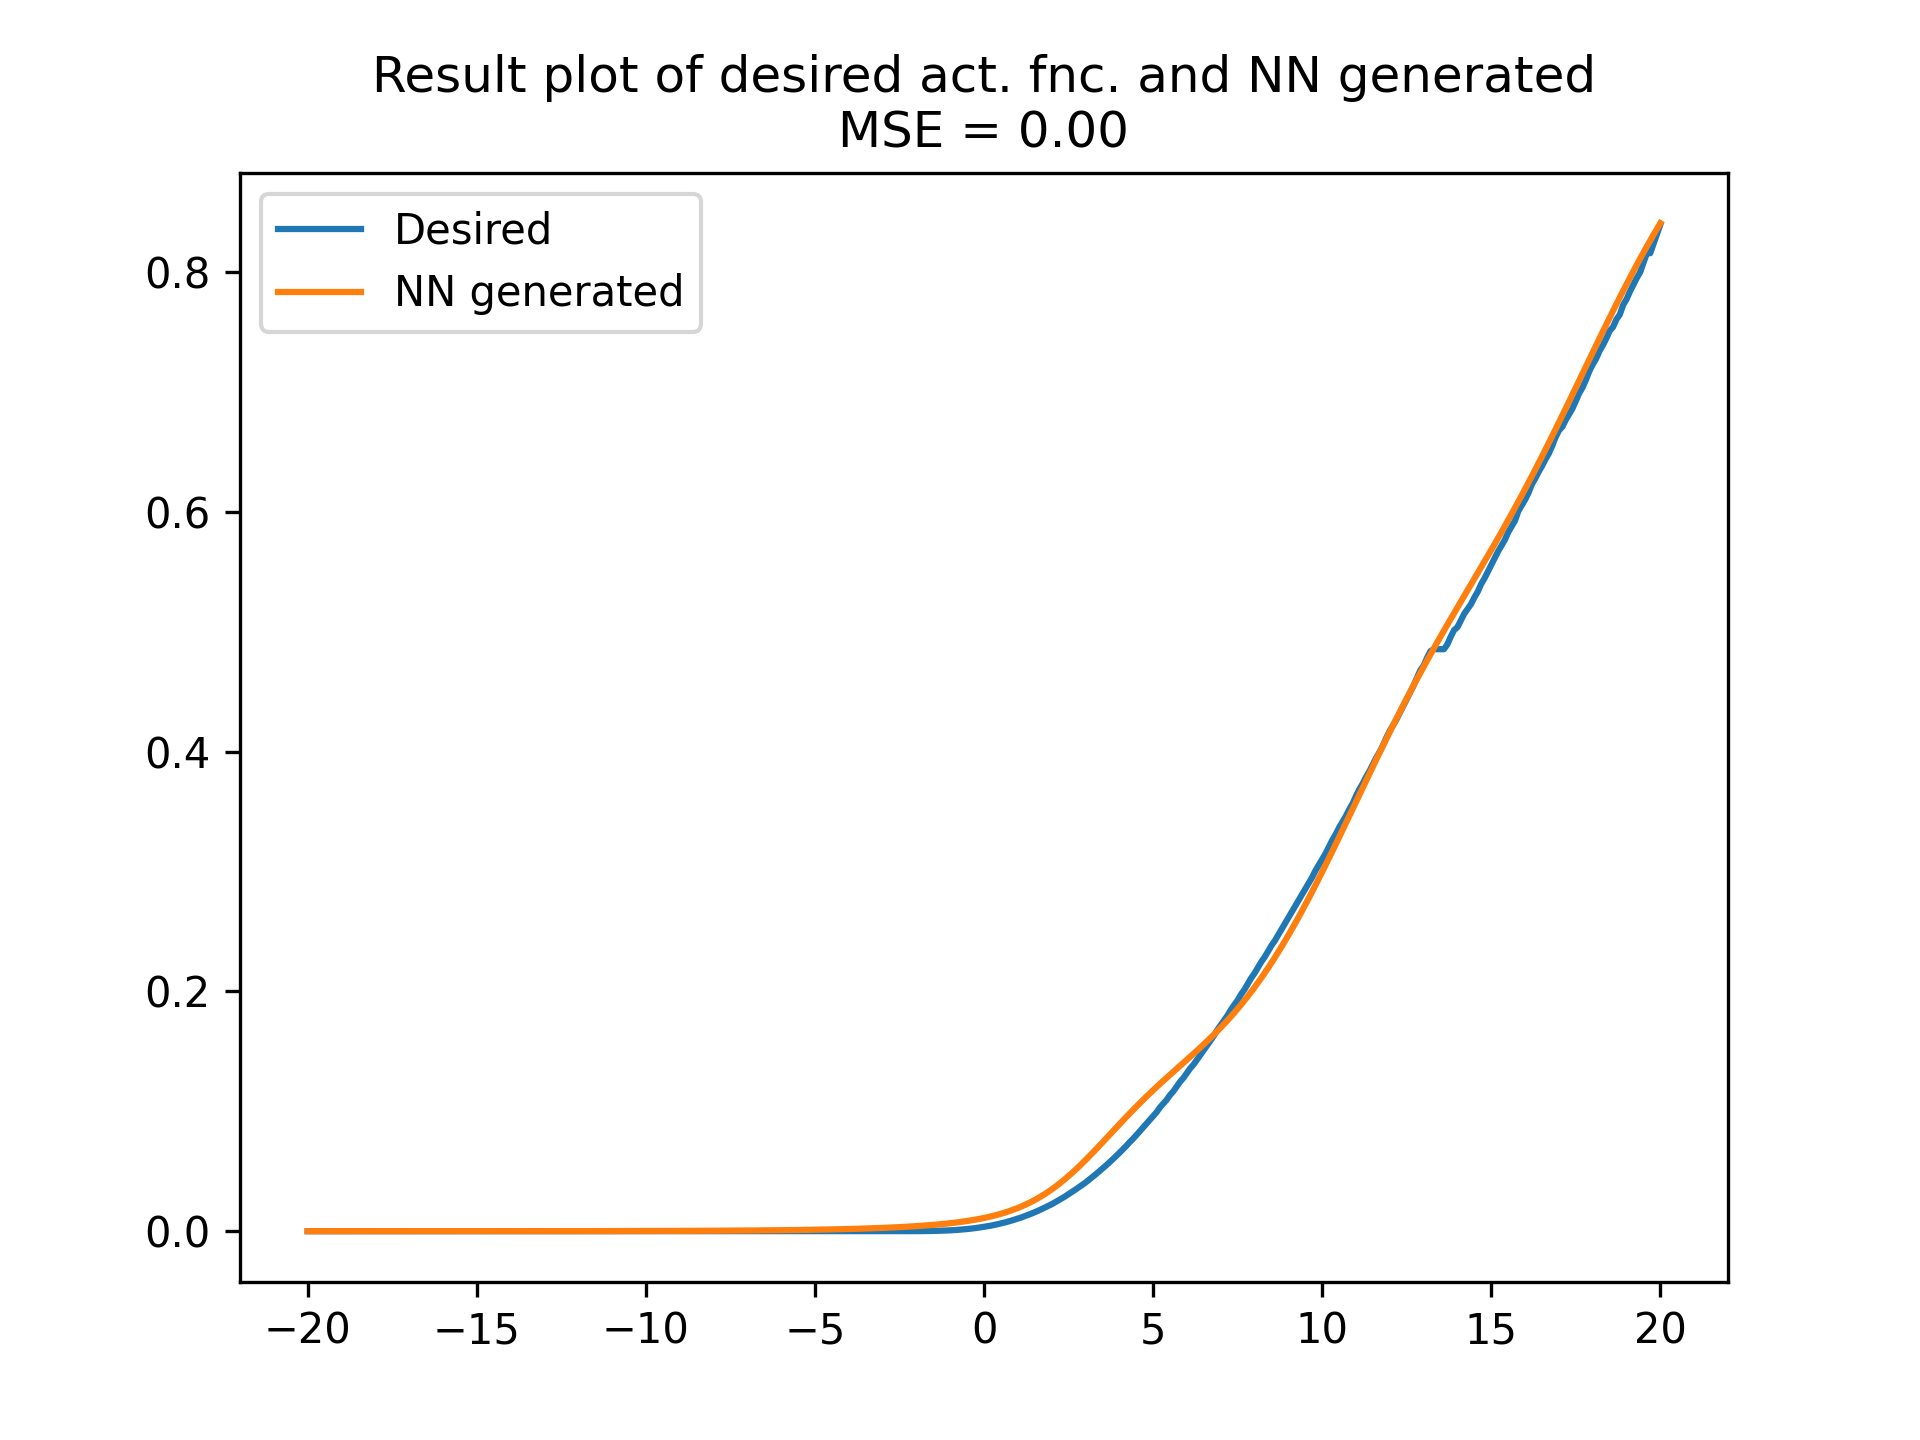 Result plot of desired act. fnc. and NN generated
MSE = 0.00
Desired
NN generated
0.8
0.6
0.4
0.2
0.0
−20 −15 −10 −5 0 5 10 15 20